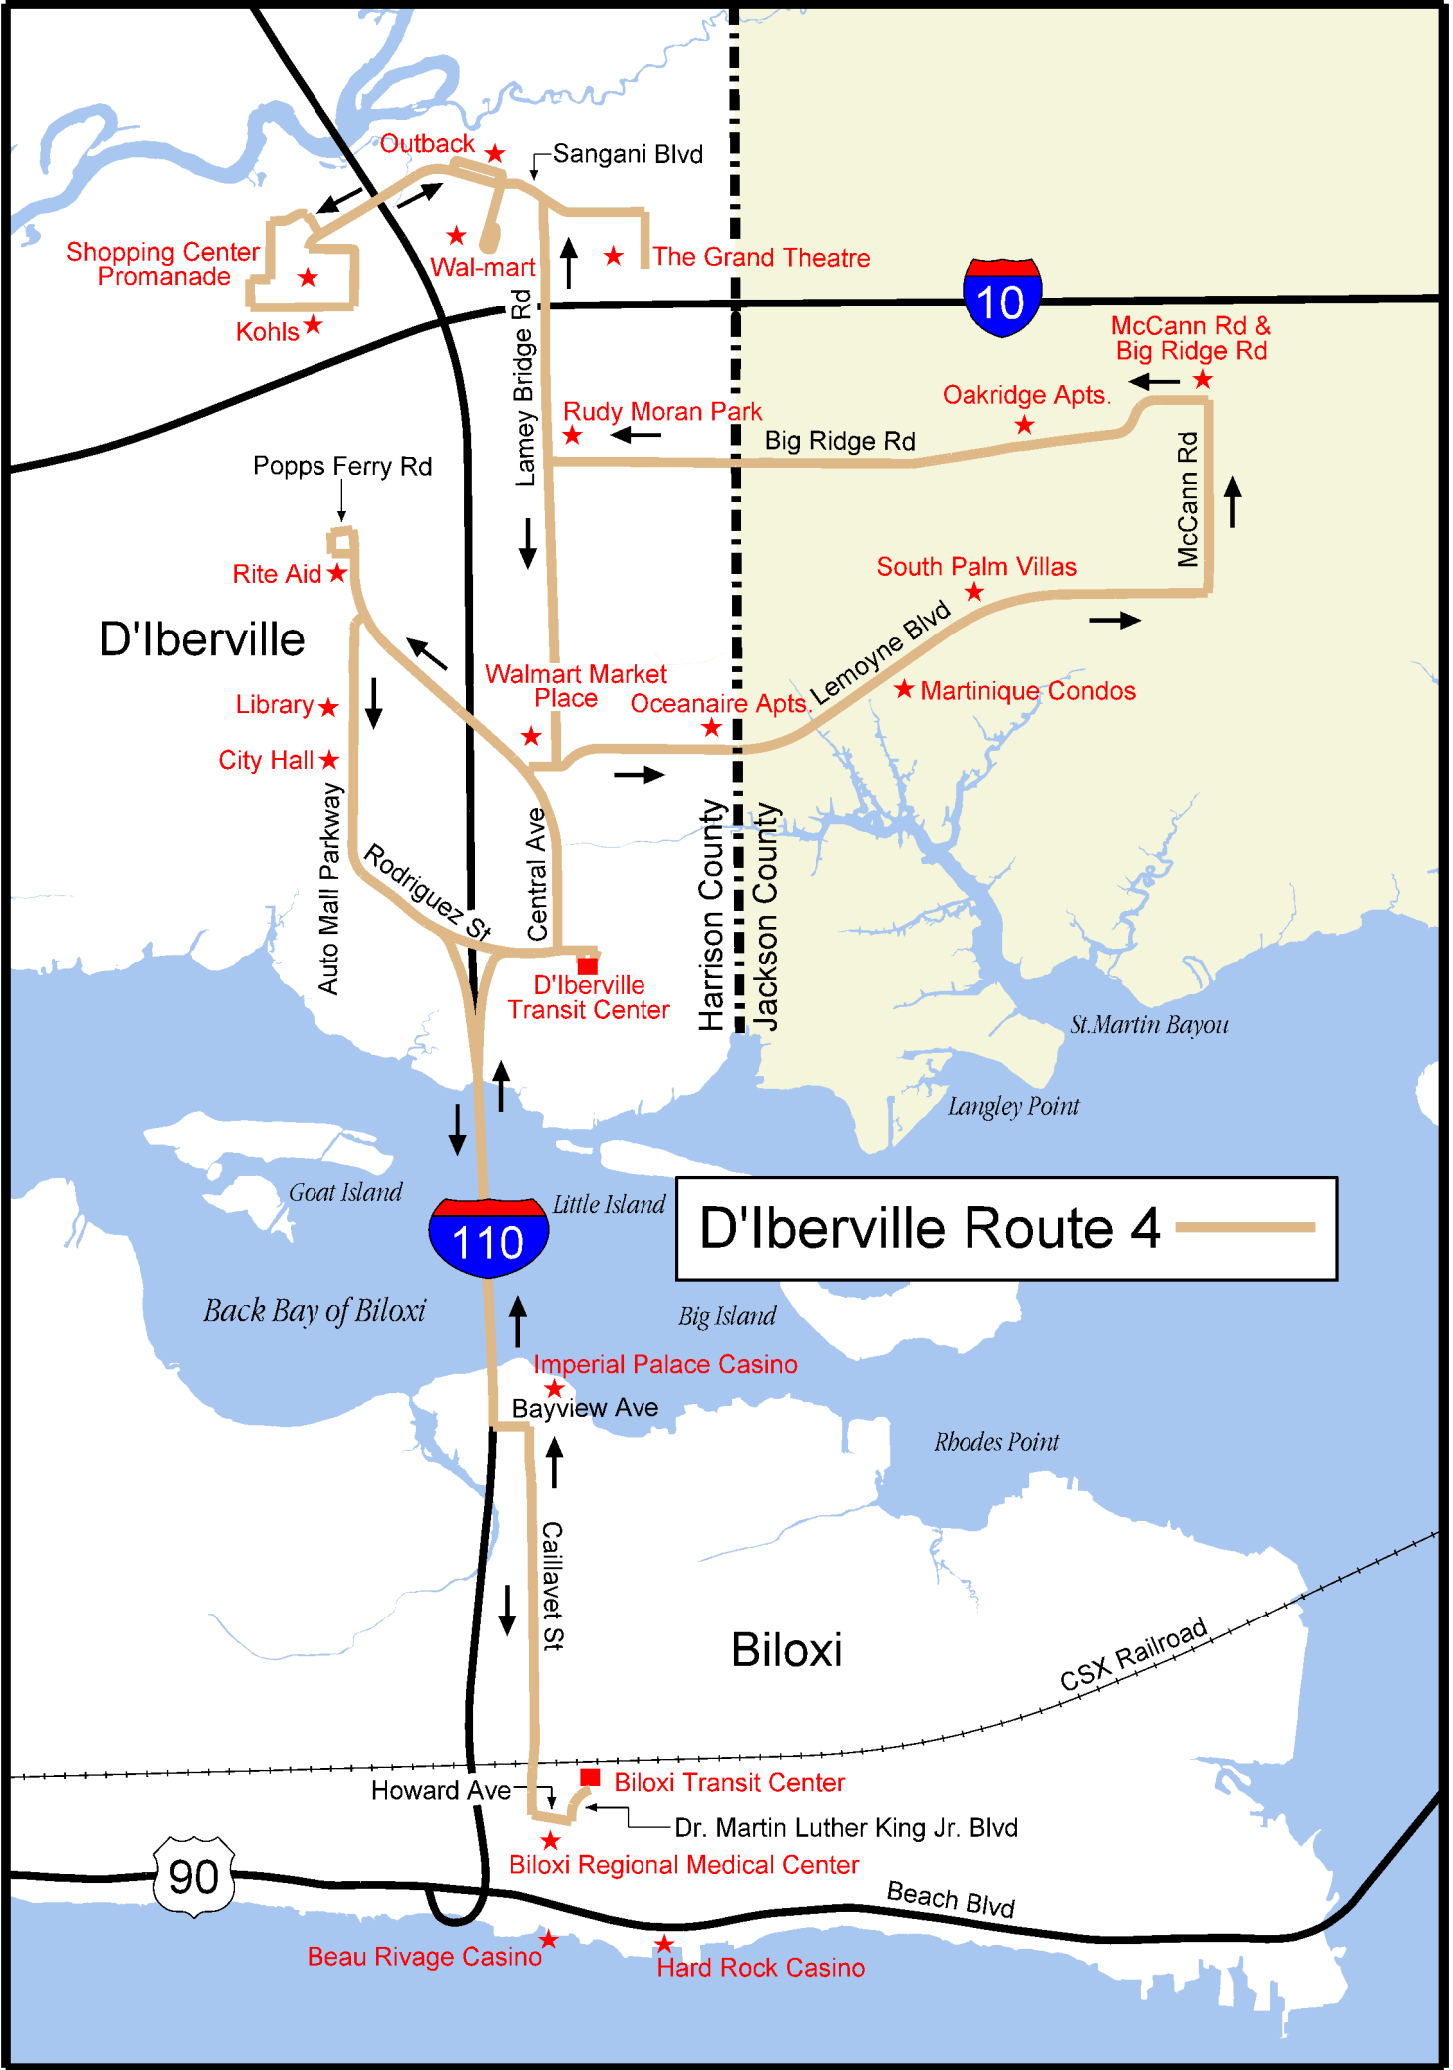 Outback
Sangani Blvd
Shopping Center
Promanade
Wal-mart
The Grand Theatre
Kohls
10
Lamey Bridge Rd
McCann Rd &
Big Ridge Rd
Oakridge Apts.
Rudy Moran Park
Big Ridge Rd
Popps Ferry Rd
McCann Rd
Rite Aid
South Palm Villas
D'Iberville
Lemoyne Blvd
Walmart Market
Place
Oceanaire Apts.
Martinique Condos
Library
City Hall
Auto Mall Parkway
Rodriguez St
Central Ave
Harrison County
Jackson County
D'Iberville
Transit Center
St.Martin Bayou
Langley Point
Goat Island
Little Island
110
D'Iberville Route 4
Back Bay of Biloxi
Big Island
Imperial Palace Casino
Bayview Ave
Rhodes Point
Caillavet St
Biloxi
CSX Railroad
Howard Ave
Biloxi Transit Center
Dr. Martin Luther King Jr. Blvd
Biloxi Regional Medical Center
90
Beach Blvd
Beau Rivage Casino
Hard Rock Casino